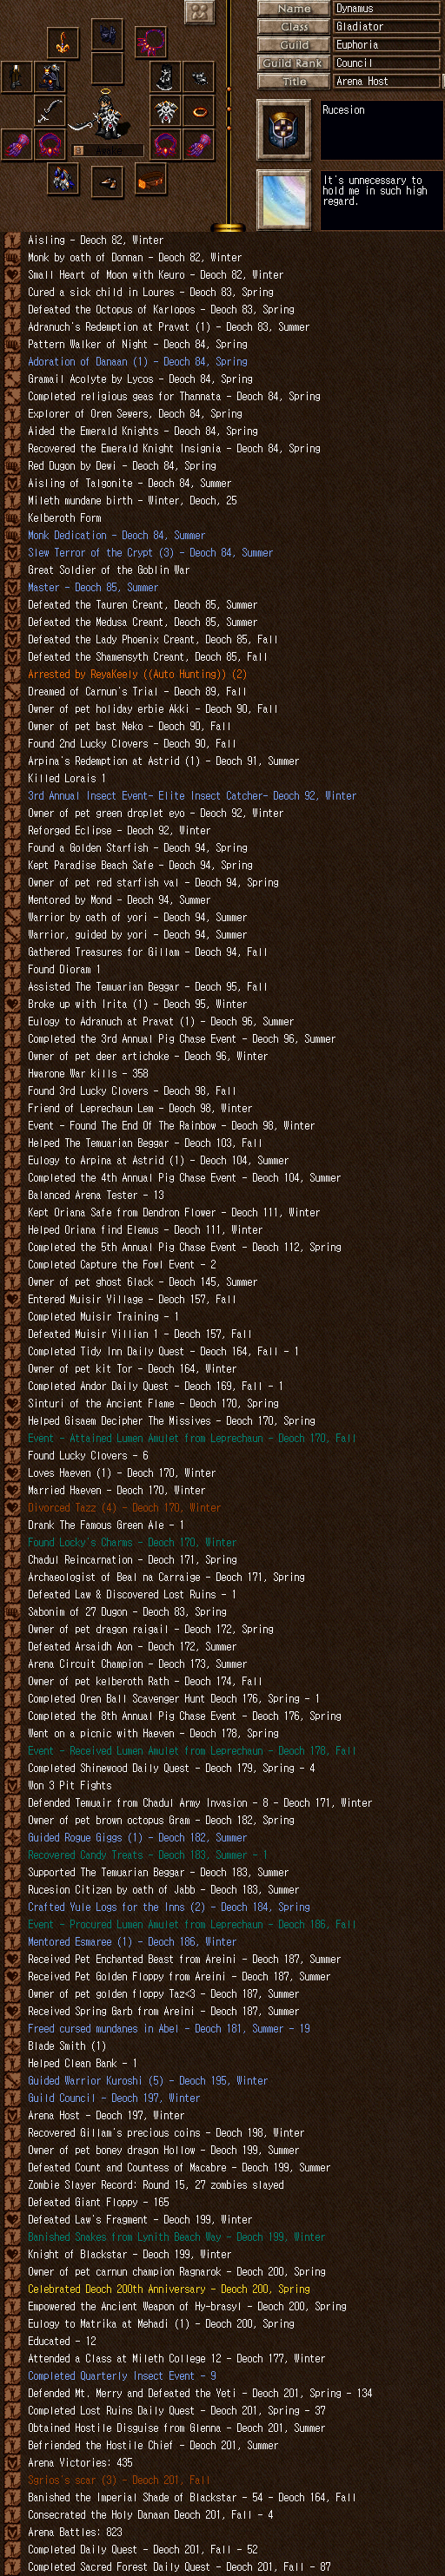 Name Dynamus
Class Gladiator
Guild Euphoria
Guild Rank Council
Title Arena Host
Rucesion
It's unnecessary to
hold me in such high
regard.
Awake
Aisling - Deoch 82, Winter
Monk by oath of Donnan - Deoch 82, Winter
Small Heart of Moon with Keuro - Deoch 82, Winter
Cured a sick child in Loures - Deoch 83, Spring
Defeated the Octopus of Karlopos - Deoch 83, Spring
Adranuch's Redemption at Pravat (1) - Deoch 83, Summer
Pattern Walker of Night - Deoch 84, Spring
Adoration of Danaan (1) - Deoch 84, Spring
Gramail Acolyte by Lycos - Deoch 84, Spring
Completed religious geas for Thannata - Deoch 84, Spring
Explorer of Oren Sewers, Deoch 84, Spring
Aided the Emerald Knights - Deoch 84, Spring
Recovered the Emerald Knight Insignia - Deoch 84, Spring
Red Dugon by Dewi - Deoch 84, Spring
Aisling of Talgonite - Deoch 84, Summer
Mileth mundane birth - Winter, Deoch, 25
Kelberoth Form
Monk Dedication - Deoch 84, Summer
Slew Terror of the Crypt (3) - Deoch 84, Summer
Great Soldier of the Goblin War
Master - Deoch 85, Summer
Defeated the Tauren Creant, Deoch 85, Summer
Defeated the Medusa Creant, Deoch 85, Summer
Defeated the Lady Phoenix Creant, Deoch 85, Fall
Defeated the Shamensyth Creant, Deoch 85, Fall
Arrested by ReyaKeely ((Auto Hunting)) (2)
Dreamed of Carnun's Trial - Deoch 89, Fall
Owner of pet holiday erbie Akki - Deoch 90, Fall
Owner of pet bast Neko - Deoch 90, Fall
Found 2nd Lucky Clovers - Deoch 90, Fall
Arpina's Redemption at Astrid (1) - Deoch 91, Summer
Killed Lorais 1
3rd Annual Insect Event- Elite Insect Catcher- Deoch 92, Winter
Owner of pet green droplet eyo - Deoch 92, Winter
Reforged Eclipse - Deoch 92, Winter
Found a Golden Starfish - Deoch 94, Spring
Kept Paradise Beach Safe - Deoch 94, Spring
Owner of pet red starfish val - Deoch 94, Spring
Mentored by Mond - Deoch 94, Summer
Warrior by oath of yori - Deoch 94, Summer
Warrior, guided by yori - Deoch 94, Summer
Gathered Treasures for Gillam - Deoch 94, Fall
Found Dioram 1
Assisted The Temuarian Beggar - Deoch 95, Fall
Broke up with Irita (1) - Deoch 95, Winter
Eulogy to Adranuch at Pravat (1) - Deoch 96, Summer
Completed the 3rd Annual Pig Chase Event - Deoch 96, Summer
Owner of pet deer artichoke - Deoch 96, Winter
Hwarone War kills - 358
Found 3rd Lucky Clovers - Deoch 98, Fall
Friend of Leprechaun Lem - Deoch 98, Winter
Event - Found The End Of The Rainbow - Deoch 98, Winter
Helped The Temuarian Beggar - Deoch 103, Fall
Eulogy to Arpina at Astrid (1) - Deoch 104, Summer
Completed the 4th Annual Pig Chase Event - Deoch 104, Summer
Balanced Arena Tester - 13
Kept Oriana Safe from Dendron Flower - Deoch 111, Winter
Helped Oriana find Elemus - Deoch 111, Winter
Completed the 5th Annual Pig Chase Event - Deoch 112, Spring
Completed Capture the Fowl Event - 2
Owner of pet ghost 6lack - Deoch 145, Summer
Entered Muisir Village - Deoch 157, Fall
Completed Muisir Training - 1
Defeated Muisir Villian 1 - Deoch 157, Fall
Completed Tidy Inn Daily Quest - Deoch 164, Fall - 1
Owner of pet kit Tor - Deoch 164, Winter
Completed Andor Daily Quest - Deoch 169, Fall - 1
Sinturi of the Ancient Flame - Deoch 170, Spring
Helped Gisaem Decipher The Missives - Deoch 170, Spring
Event - Attained Lumen Amulet from Leprechaun - Deoch 170, Fall
Found Lucky Clovers - 6
Loves Haeven (1) - Deoch 170, Winter
Married Haeven - Deoch 170, Winter
Divorced Tazz (4) - Deoch 170, Winter
Drank The Famous Green Ale - 1
Found Locky's Charms - Deoch 170, Winter
Chadul Reincarnation - Deoch 171, Spring
Archaeologist of Beal na Carraige - Deoch 171, Spring
Defeated Law & Discovered Lost Ruins - 1
Sabonim of 27 Dugon - Deoch 83, Spring
Owner of pet dragon raigail - Deoch 172, Spring
Defeated Arsaidh Aon - Deoch 172, Summer
Arena Circuit Champion - Deoch 173, Summer
Owner of pet kelberoth Rath - Deoch 174, Fall
Completed Oren Ball Scavenger Hunt Deoch 176, Spring - 1
Completed the 8th Annual Pig Chase Event - Deoch 176, Spring
Went on a picnic with Haeven - Deoch 178, Spring
Event - Received Lumen Amulet from Leprechaun - Deoch 178, Fall
Completed Shinewood Daily Quest - Deoch 179, Spring - 4
Won 3 Pit Fights
Defended Temuair from Chadul Army Invasion - 8 - Deoch 171, Winter
Owner of pet brown octopus Gram - Deoch 182, Spring
Guided Rogue Giggs (1) - Deoch 182, Summer
Recovered Candy Treats - Deoch 183, Summer - 1
Supported The Temuarian Beggar - Deoch 183, Summer
Rucesion Citizen by oath of Jabb - Deoch 183, Summer
Crafted Yule Logs for the Inns (2) - Deoch 184, Spring
Event - Procured Lumen Amulet from Leprechaun - Deoch 186, Fall
Mentored Esmaree (1) - Deoch 186, Winter
Received Pet Enchanted Beast from Areini - Deoch 187, Summer
Received Pet Golden Floppy from Areini - Deoch 187, Summer
Owner of pet golden floppy Taz<3 - Deoch 187, Summer
Received Spring Garb from Areini - Deoch 187, Summer
Freed cursed mundanes in Abel - Deoch 181, Summer - 19
Blade Smith (1)
Helped Clean Bank - 1
Guided Warrior Kuroshi (5) - Deoch 195, Winter
Guild Council - Deoch 197, Winter
Arena Host - Deoch 197, Winter
Recovered Gillam's precious coins - Deoch 198, Winter
Owner of pet boney dragon Hollow - Deoch 199, Summer
Defeated Count and Countess of Macabre - Deoch 199, Summer
Zombie Slayer Record: Round 15, 27 zombies slayed
Defeated Giant Floppy - 165
Defeated Law's Fragment - Deoch 199, Winter
Banished Snakes from Lynith Beach Way - Deoch 199, Winter
Knight of Blackstar - Deoch 199, Winter
Owner of pet carnun champion Ragnarok - Deoch 200, Spring
Celebrated Deoch 200th Anniversary - Deoch 200, Spring
Empowered the Ancient Weapon of Hy-brasyl - Deoch 200, Spring
Eulogy to Matrika at Mehadi (1) - Deoch 200, Spring
Educated - 12
Attended a Class at Mileth College 12 - Deoch 177, Winter
Completed Quarterly Insect Event - 9
Defended Mt. Merry and Defeated the Yeti - Deoch 201, Spring - 134
Completed Lost Ruins Daily Quest - Deoch 201, Spring - 37
Obtained Hostile Disguise from Glenna - Deoch 201, Summer
Befriended the Hostile Chief - Deoch 201, Summer
Arena Victories: 435
Sgrios's scar (3) - Deoch 201, Fall
Banished the Imperial Shade of Blackstar - 54 - Deoch 164, Fall
Consecrated the Holy Danaan Deoch 201, Fall - 4
Arena Battles: 823
Completed Daily Quest - Deoch 201, Fall - 52
Completed Sacred Forest Daily Quest - Deoch 201, Fall - 87